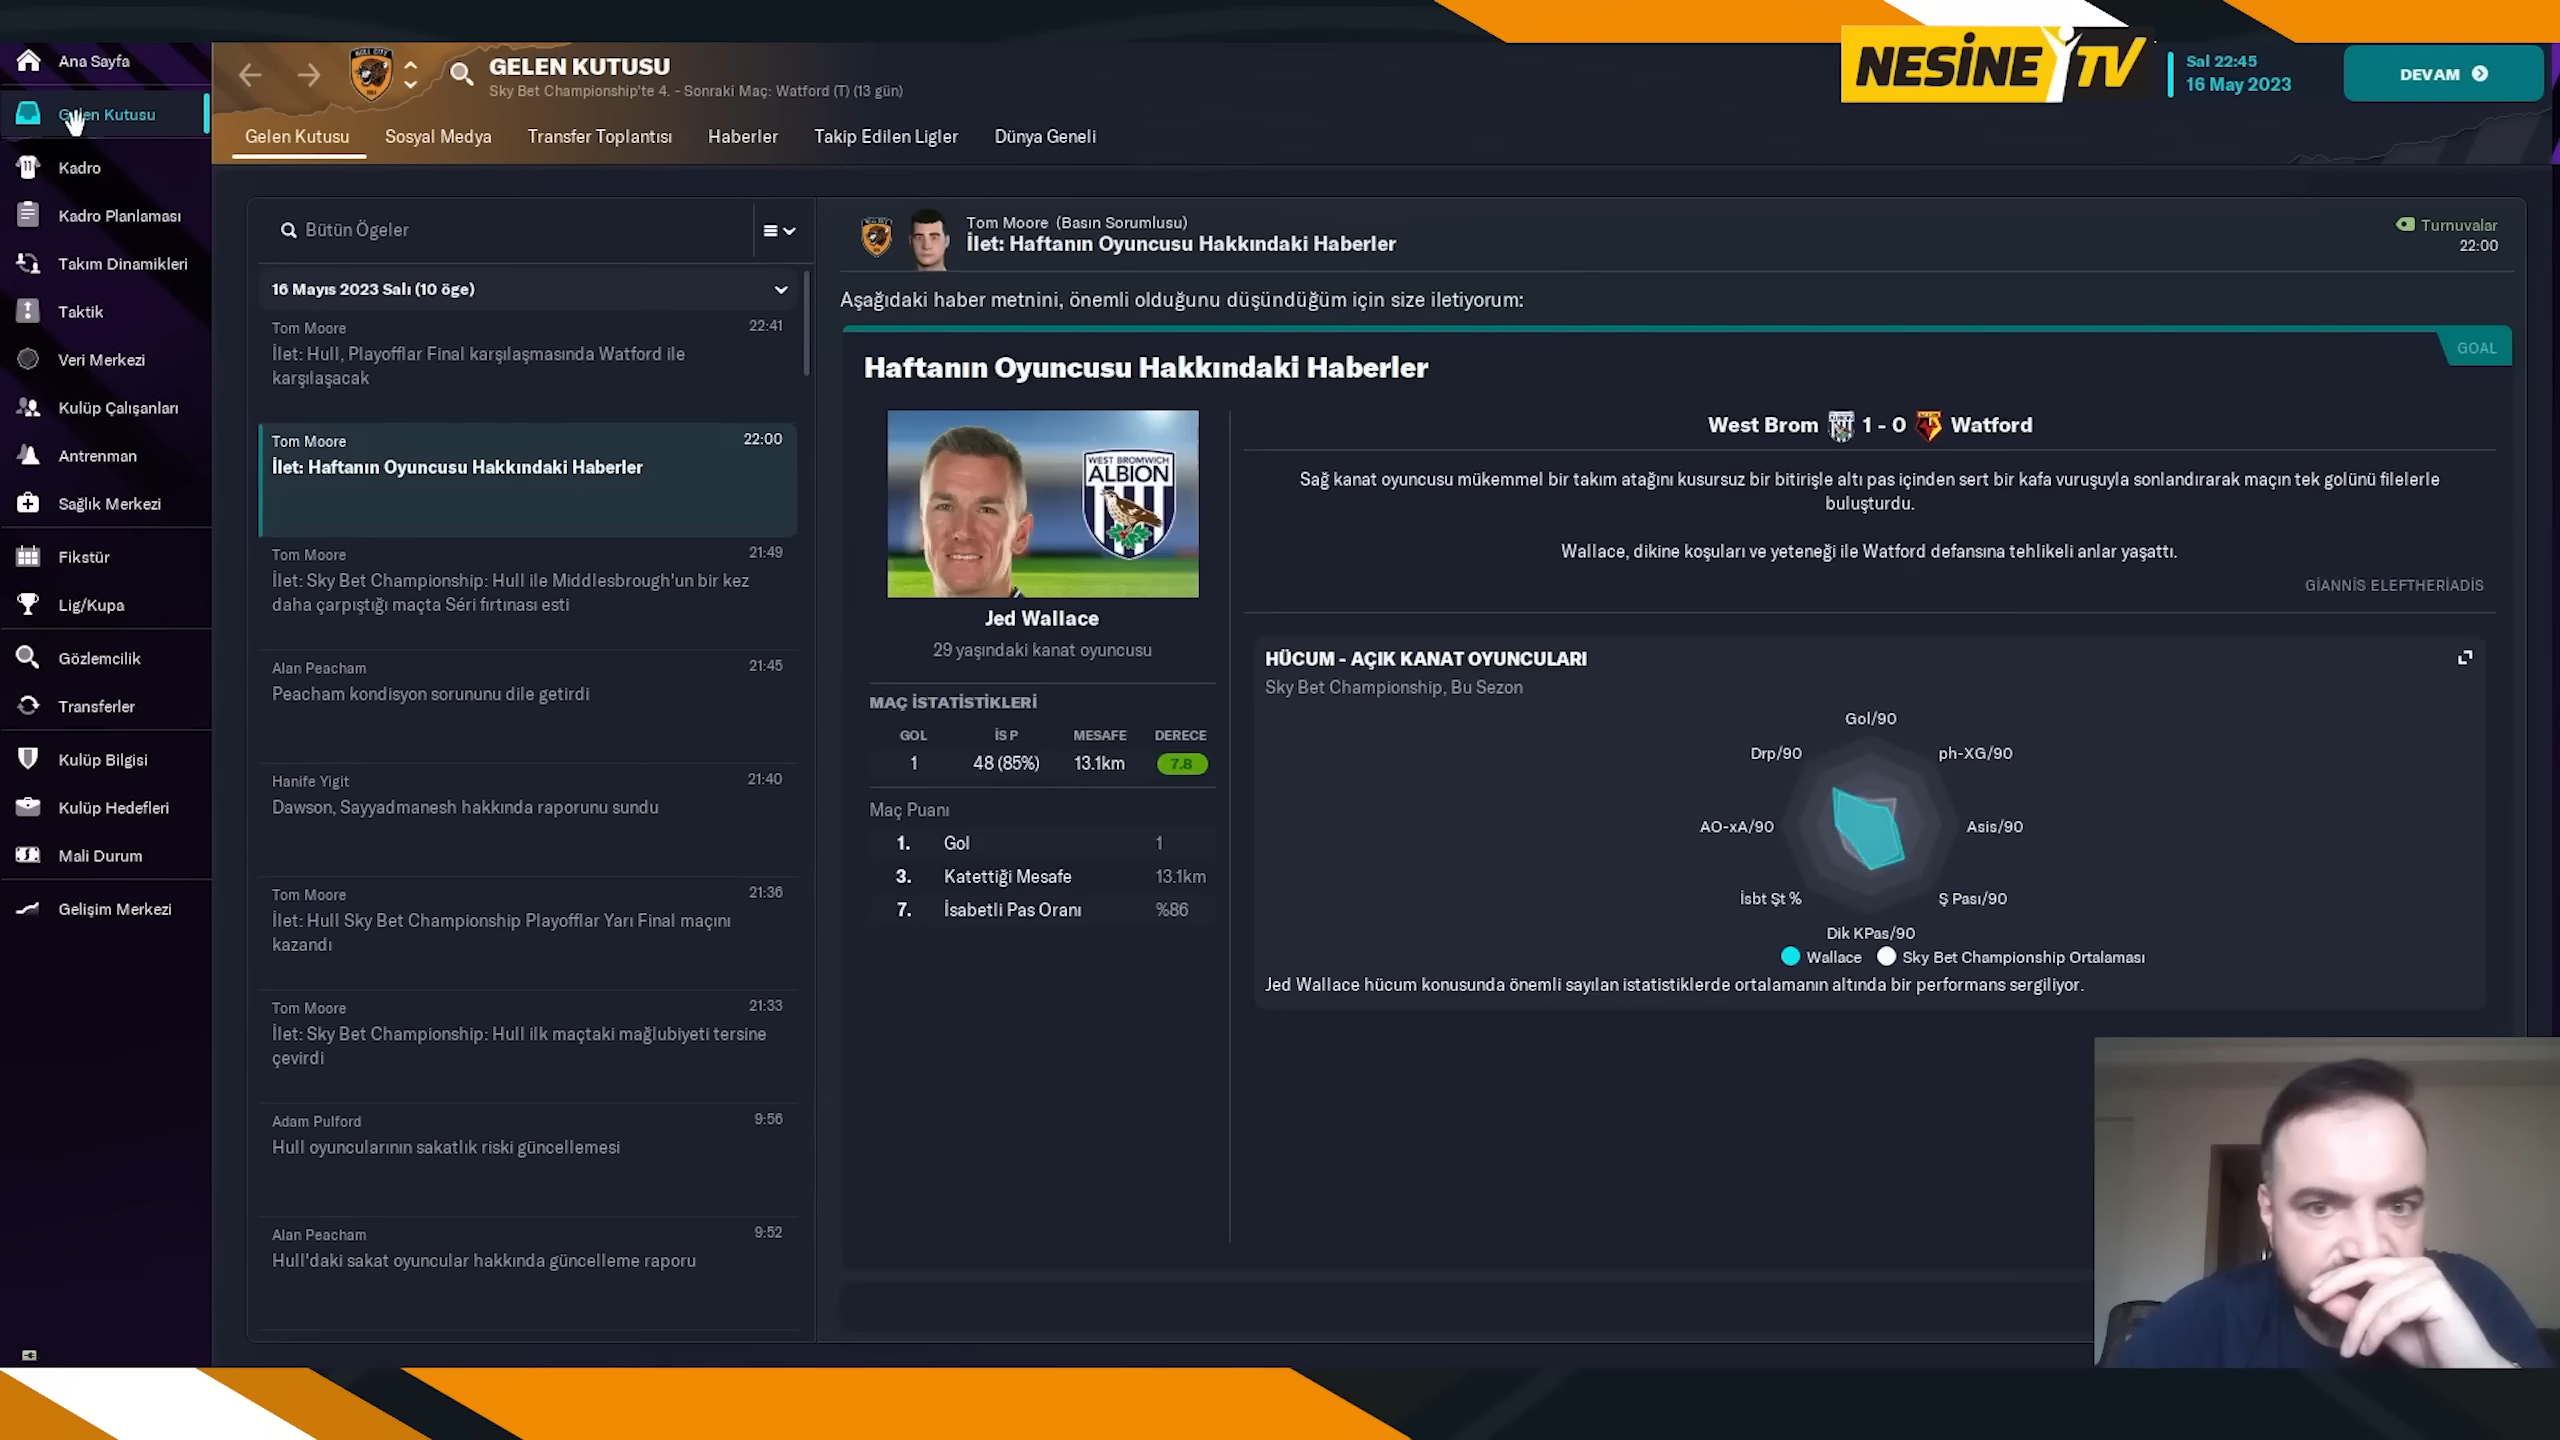 Ana Sayfa
Gelen Kutusu
Kadro
Kadro Planlaması
Takım Dinamikleri
Taktik
Veri Merkezi
Kulüp Çalışanları
Antrenman
Sağlık Merkezi
Fikstür
Lig/Kupa
Gözlemcilik
Transferler
Kulüp Bilgisi
Kulüp Hedefleri
Mali Durum
Gelişim Merkezi
GELEN KUTUSU
Sky Bet Championship'te 4. - Sonraki Maç: Watford (T) (13 gün)
NESİNE TV
Sal 22:45
16 May 2023
DEVAM
Gelen Kutusu Sosyal Medya Transfer Toplantısı Haberler Takip Edilen Ligler Dünya Geneli
Bütün Ögeler
16 Mayıs 2023 Salı (10 öge)
Tom Moore 22:41
İlet: Hull, Playofflar Final karşılaşmasında Watford ile
karşılaşacak
Tom Moore 22:00
İlet: Haftanın Oyuncusu Hakkındaki Haberler
Tom Moore 21:49
İlet: Sky Bet Championship: Hull ile Middlesbrough'un bir kez
daha çarpıştığı maçta Séri fırtınası esti
Alan Peacham 21:45
Peacham kondisyon sorununu dile getirdi
Hanife Yigit 21:40
Dawson, Sayyadmanesh hakkında raporunu sundu
Tom Moore 21:36
İlet: Hull Sky Bet Championship Playofflar Yarı Final maçını
kazandı
Tom Moore 21:33
İlet: Sky Bet Championship: Hull ilk maçtaki mağlubiyeti tersine
çevirdi
Adam Pulford 9:56
Hull oyuncularının sakatlık riski güncellemesi
Alan Peacham 9:52
Hull'daki sakat oyuncular hakkında güncelleme raporu
Tom Moore (Basın Sorumlusu)
İlet: Haftanın Oyuncusu Hakkındaki Haberler
Turnuvalar
22:00
Aşağıdaki haber metnini, önemli olduğunu düşündüğüm için size iletiyorum:
GOAL
Haftanın Oyuncusu Hakkındaki Haberler
WEST BROMWICH
ALBION
Jed Wallace
29 yaşındaki kanat oyuncusu
MAÇ İSTATİSTİKLERİ
GOL İS P MESAFE DERECE
1 48 (85%) 13.1km 7.8
Maç Puanı
1. Gol 1
3. Katettiği Mesafe 13.1km
7. İsabetli Pas Oranı %86
West Brom 1 - 0 Watford
Sağ kanat oyuncusu mükemmel bir takım atağını kusursuz bir bitirişle altı pas içinden sert bir kafa vuruşuyla sonlandırarak maçın tek golünü filelerle
buluşturdu.
Wallace, dikine koşuları ve yeteneği ile Watford defansına tehlikeli anlar yaşattı.
GİANNİS ELEFTHERİADİS
HÜCUM - AÇIK KANAT OYUNCULARI
Sky Bet Championship, Bu Sezon
Gol/90
Drp/90 ph-XG/90
AO-xA/90 Asis/90
İsbt Şt % Ş Pası/90
Dik KPas/90
Wallace Sky Bet Championship Ortalaması
Jed Wallace hücum konusunda önemli sayılan istatistiklerde ortalamanın altında bir performans sergiliyor.